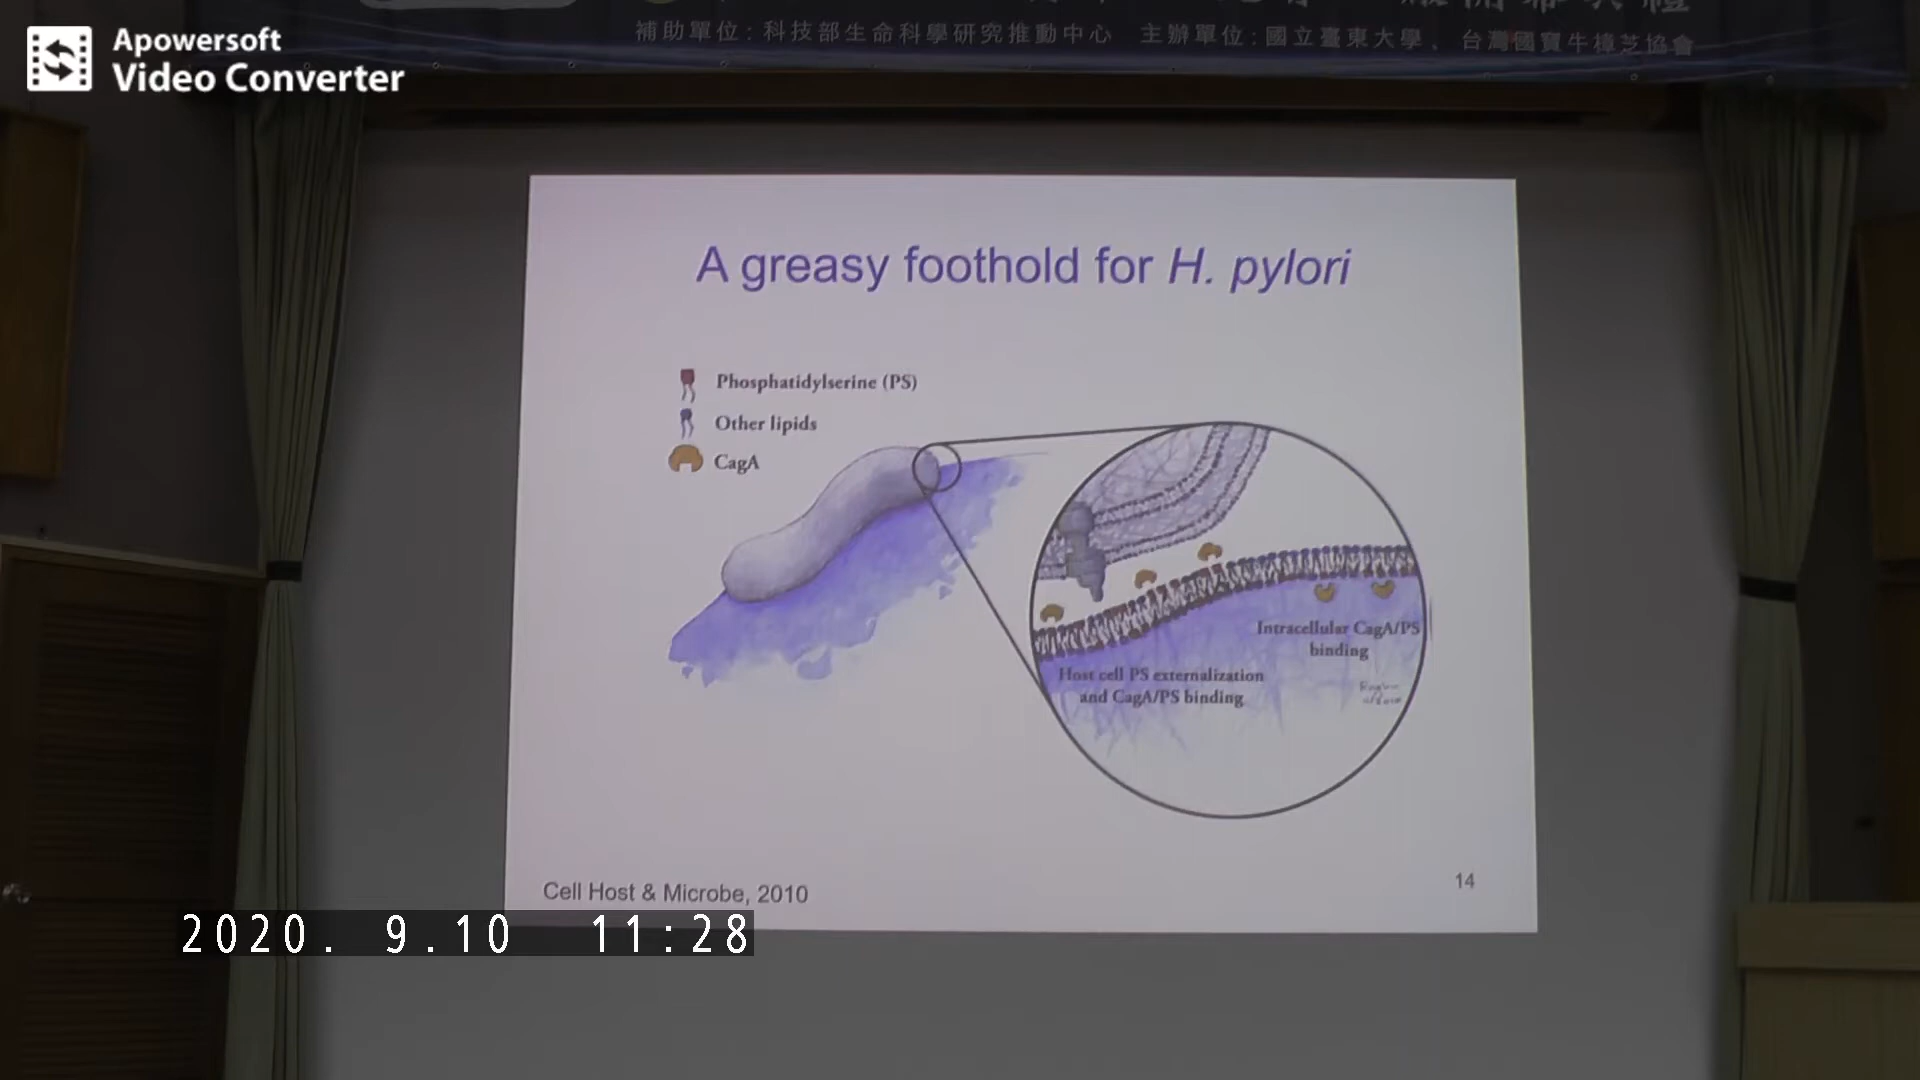 Apowersoft
Video Converter
補助單位：科技部生命科學研究推動中心 主辦單位：國立臺東大學、台灣國寶牛樟芝協會
A greasy foothold for H. pylori
Phosphatidylserine (PS)
Other lipids
CagA
Intracellular CagA/PS
binding
Host cell PS externalization
and CagA/PS binding
Cell Host & Microbe, 2010
14
2020. 9.10 11:28